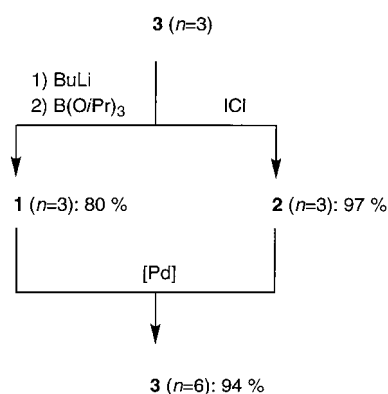 3 (n=3)
1) BuLi
2) B(OiPr)3
ICl
1 (n=3): 80 %
2 (n=3): 97 %
[Pd]
3 (n=6): 94 %